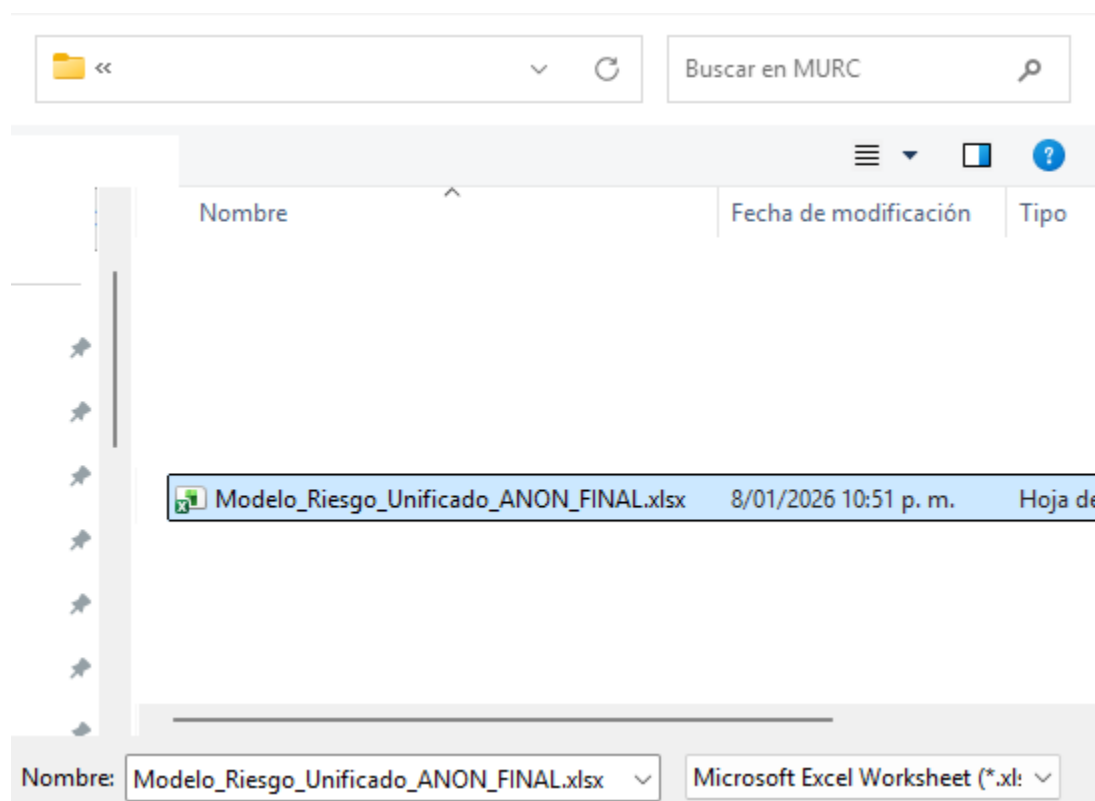 «
Buscar en MURC
Nombre Fecha de modificación Tipo
Modelo_Riesgo_Unificado_ANON_FINAL.xlsx 8/01/2026 10:51 p. m. Hoja de
Nombre: Modelo_Riesgo_Unificado_ANON_FINAL.xlsx Microsoft Excel Worksheet (*.xl